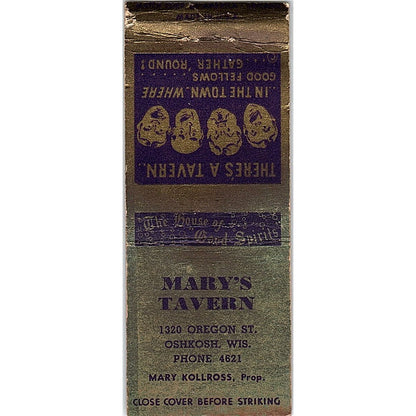 THERE'S A TAVERN..
..IN THE TOWN..WHERE
GOOD FELLOWS
GATHER 'ROUND!
The House of
Good Spirits
MARY'S
TAVERN
1320 OREGON ST.
OSHKOSH, WIS.
PHONE 4621
MARY KOLLROSS, Prop.
CLOSE COVER BEFORE STRIKING